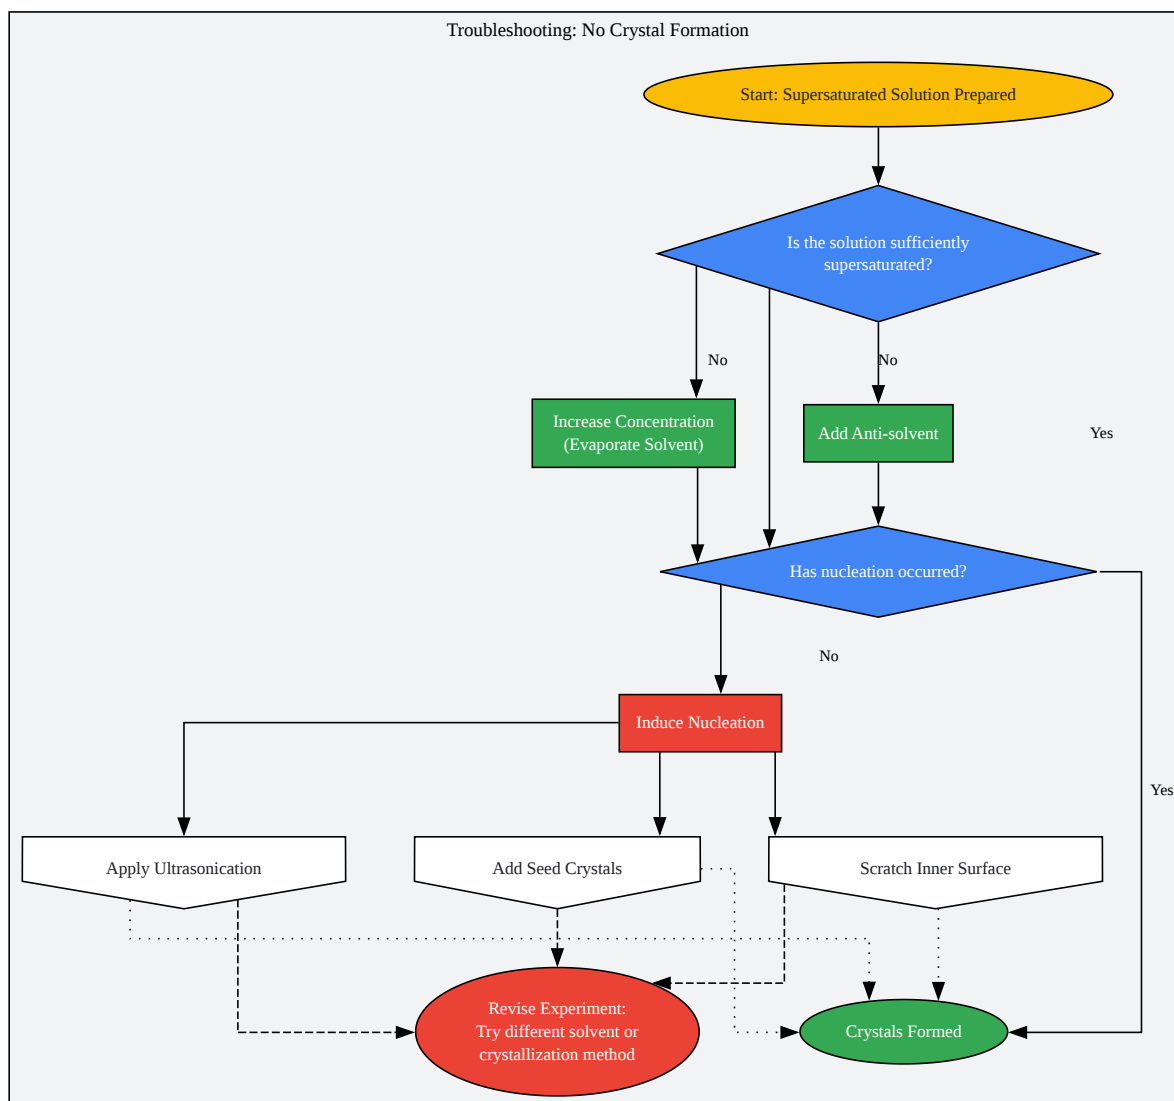 Troubleshooting: No Crystal Formation
Start: Supersaturated Solution Prepared
Is the solution sufficiently
supersaturated?
No
No
Increase Concentration
(Evaporate Solvent)
Add Anti-solvent
Yes
Has nucleation occurred?
No
Induce Nucleation
Yes
Apply Ultrasonication
Add Seed Crystals
Scratch Inner Surface
Revise Experiment:
Try different solvent or
crystallization method
Crystals Formed